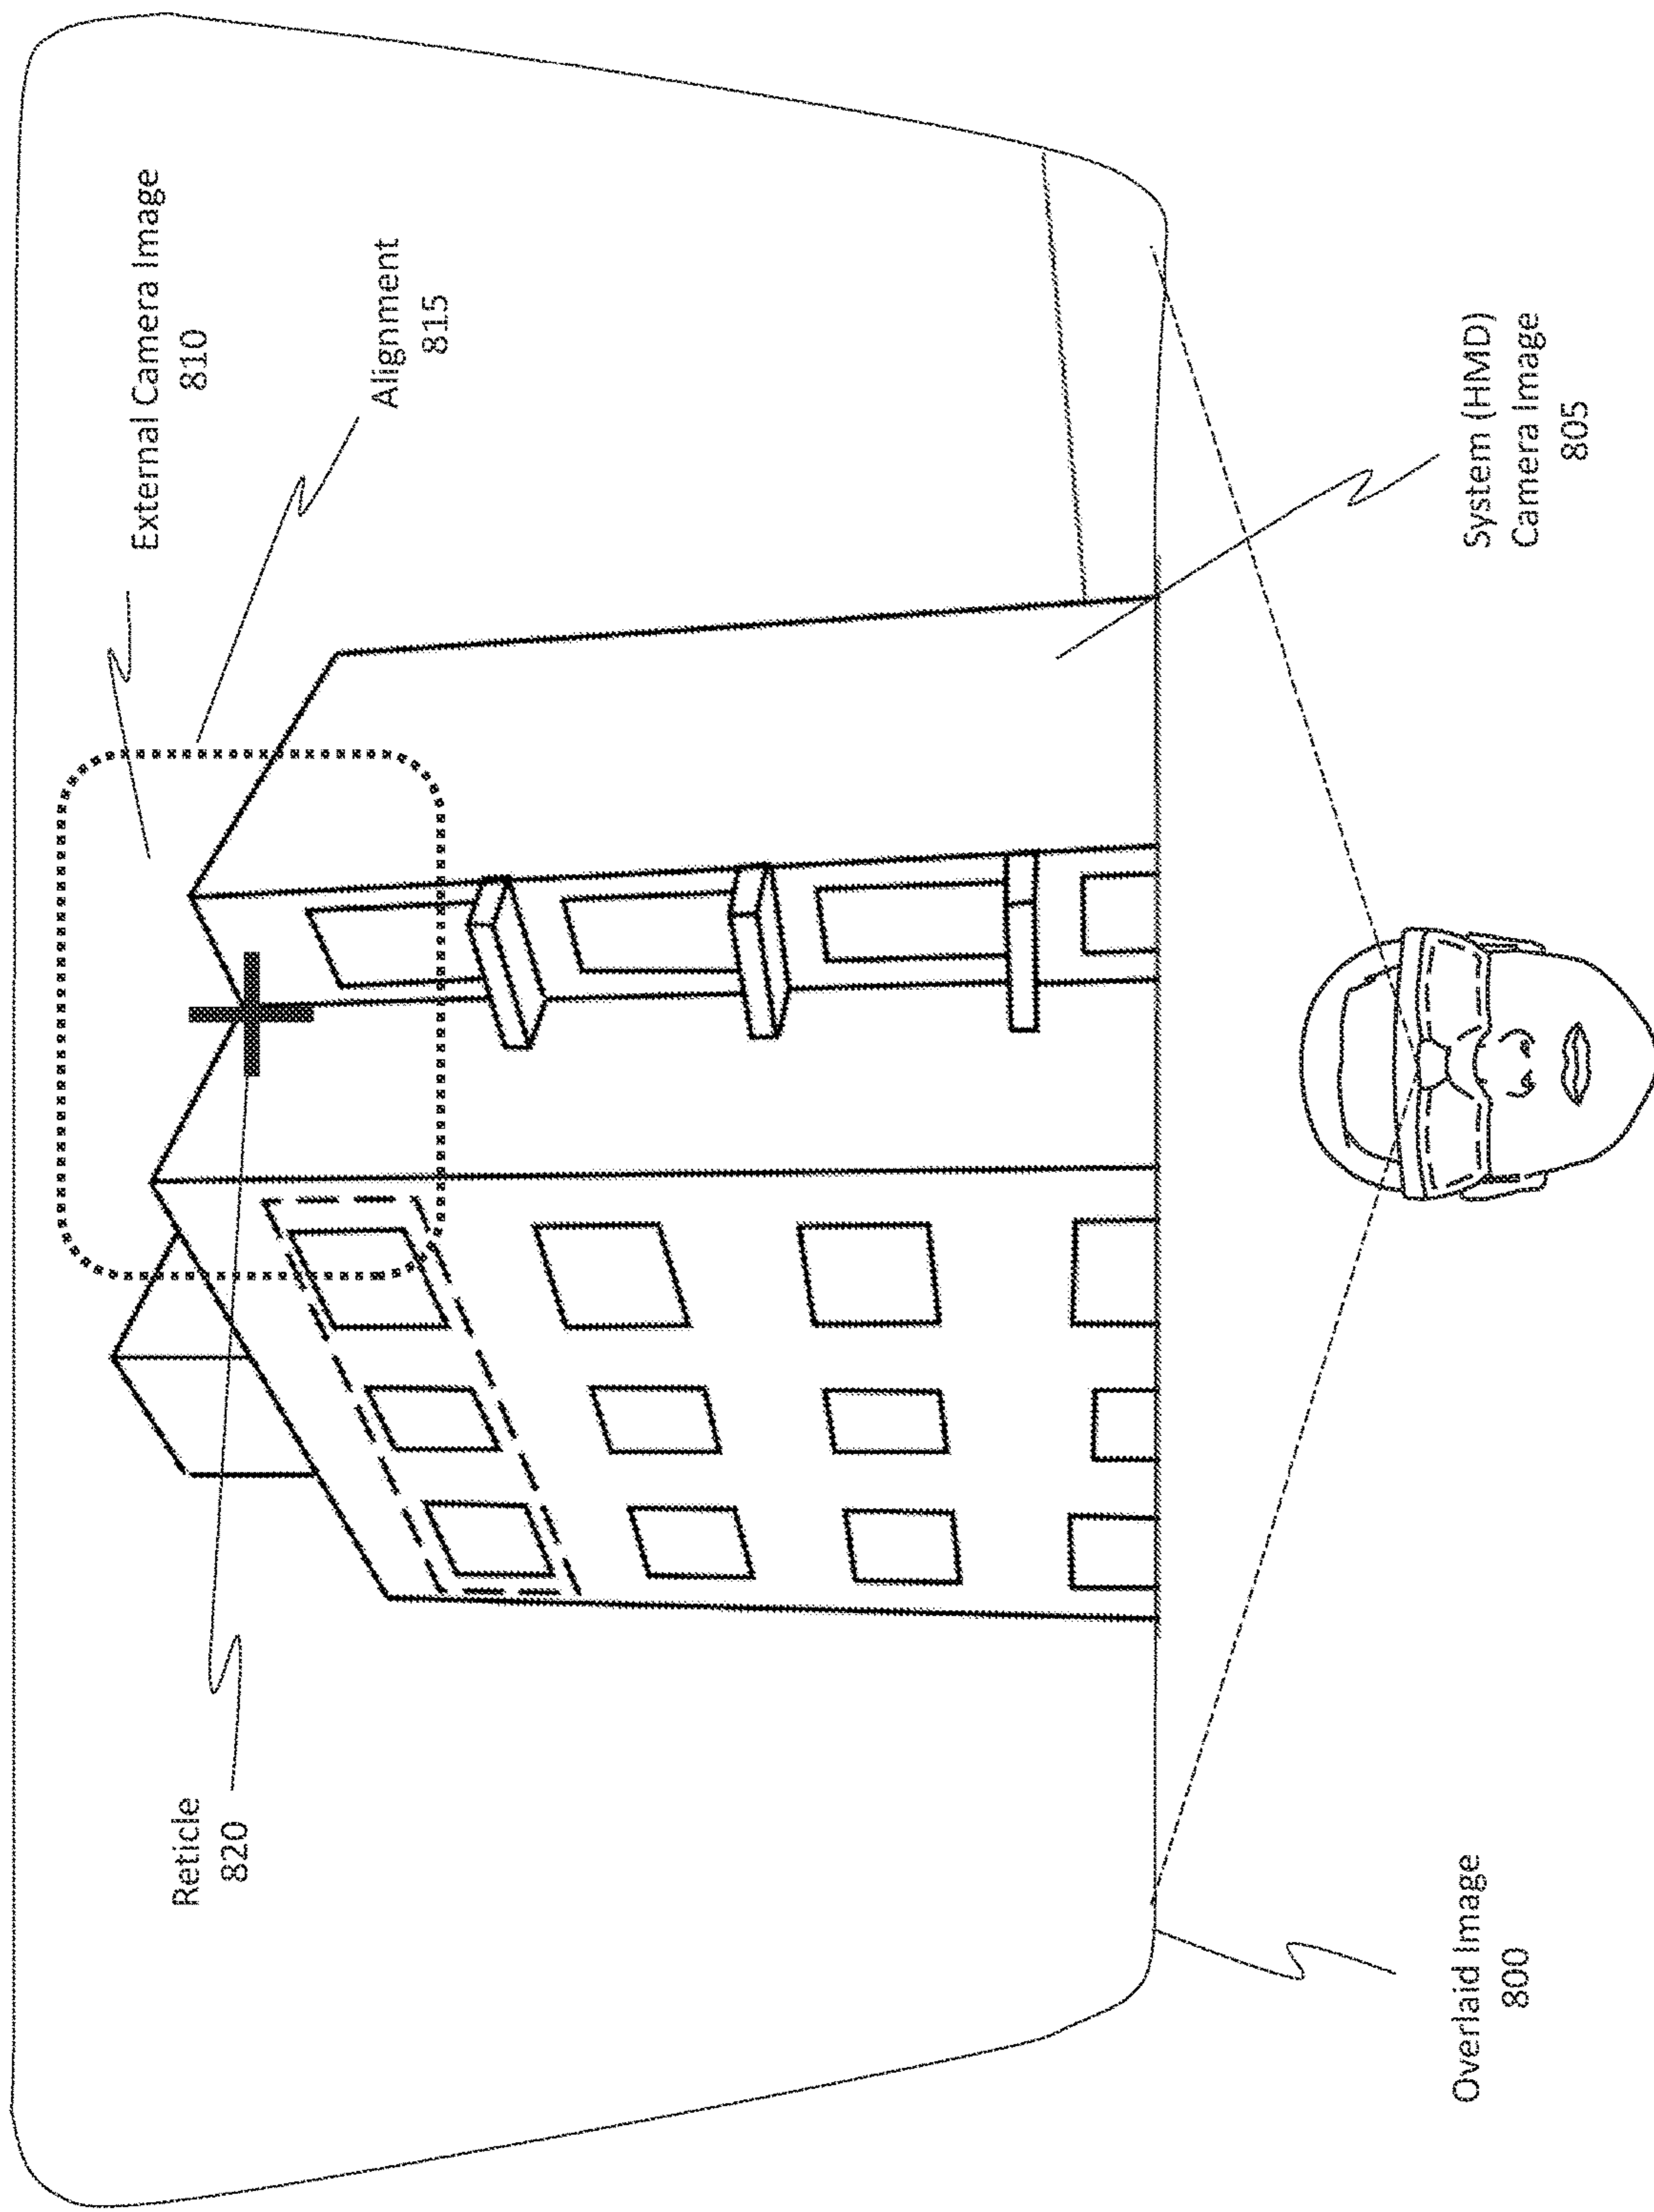 External Camera Image
810
Alignment
815
Reticle
820
System (HMD)
Camera Image
805
Overlaid Image
800